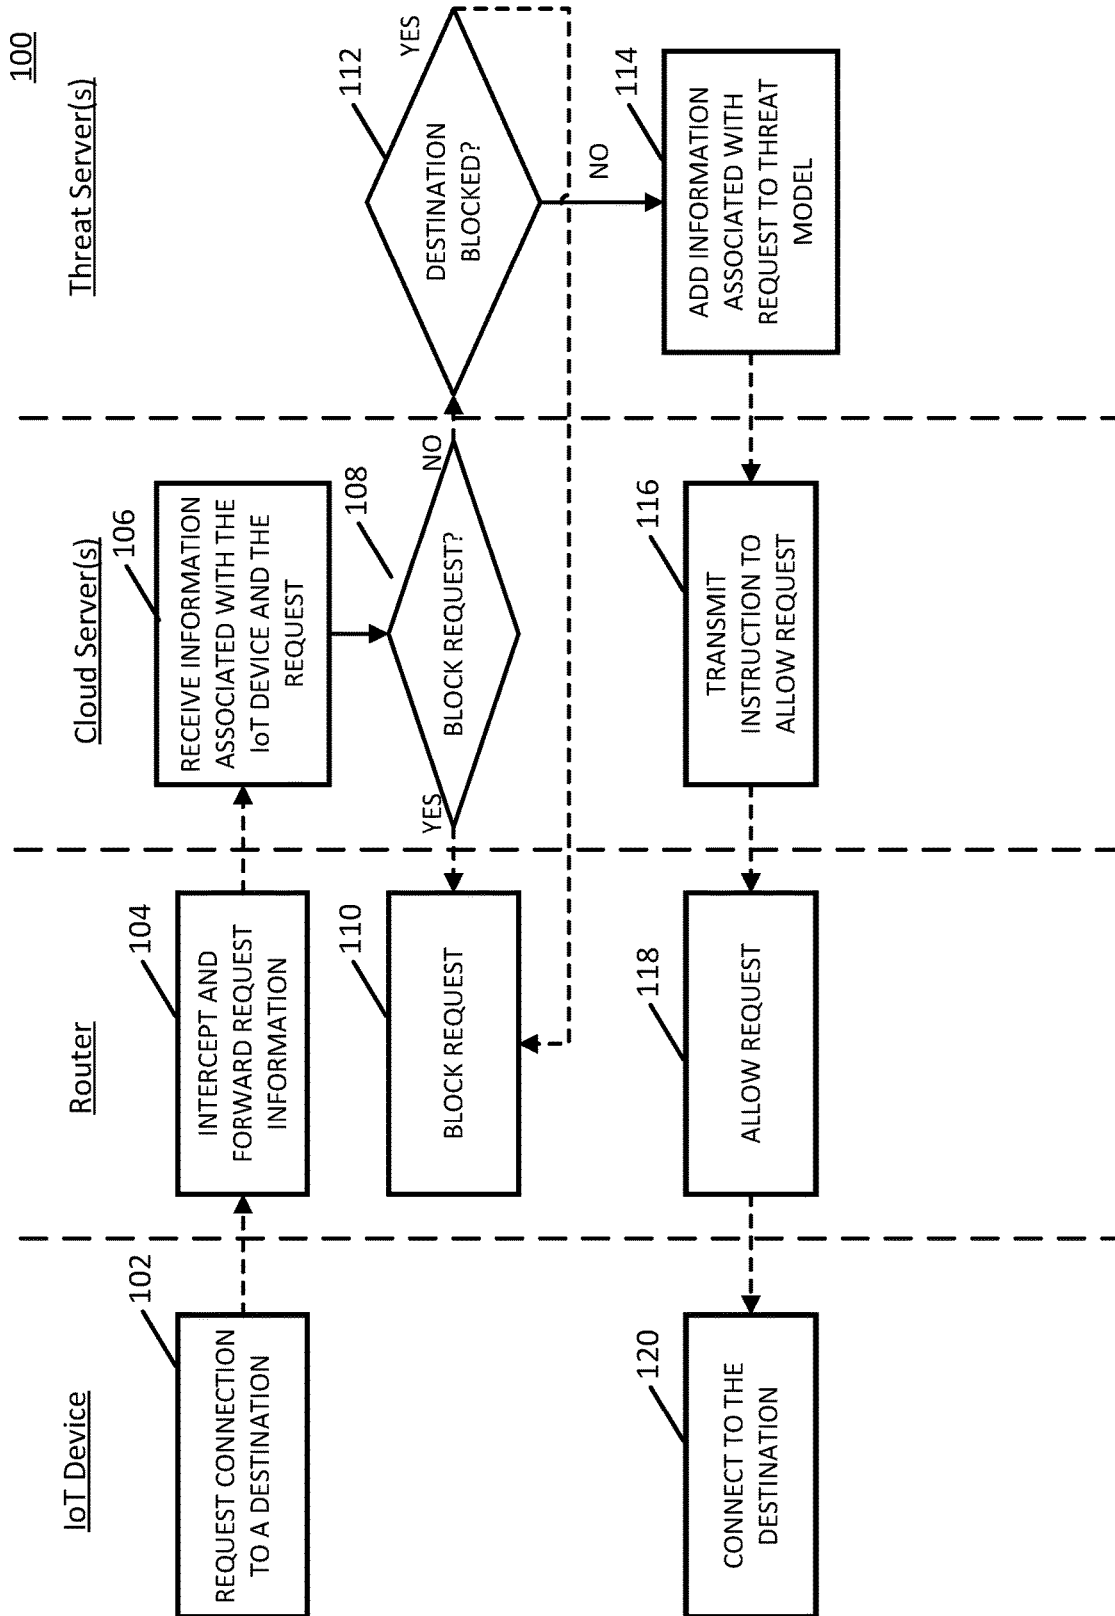 100
IoT Device
Router
Cloud Server(s)
Threat Server(s)
102
REQUEST CONNECTION
TO A DESTINATION
104
INTERCEPT AND
FORWARD REQUEST
INFORMATION
106
RECEIVE INFORMATION
ASSOCIATED WITH THE
IoT DEVICE AND THE
REQUEST
108
BLOCK REQUEST?
YES
NO
110
BLOCK REQUEST
112
DESTINATION
BLOCKED?
YES
NO
114
ADD INFORMATION
ASSOCIATED WITH
REQUEST TO THREAT
MODEL
116
TRANSMIT
INSTRUCTION TO
ALLOW REQUEST
118
ALLOW REQUEST
120
CONNECT TO THE
DESTINATION